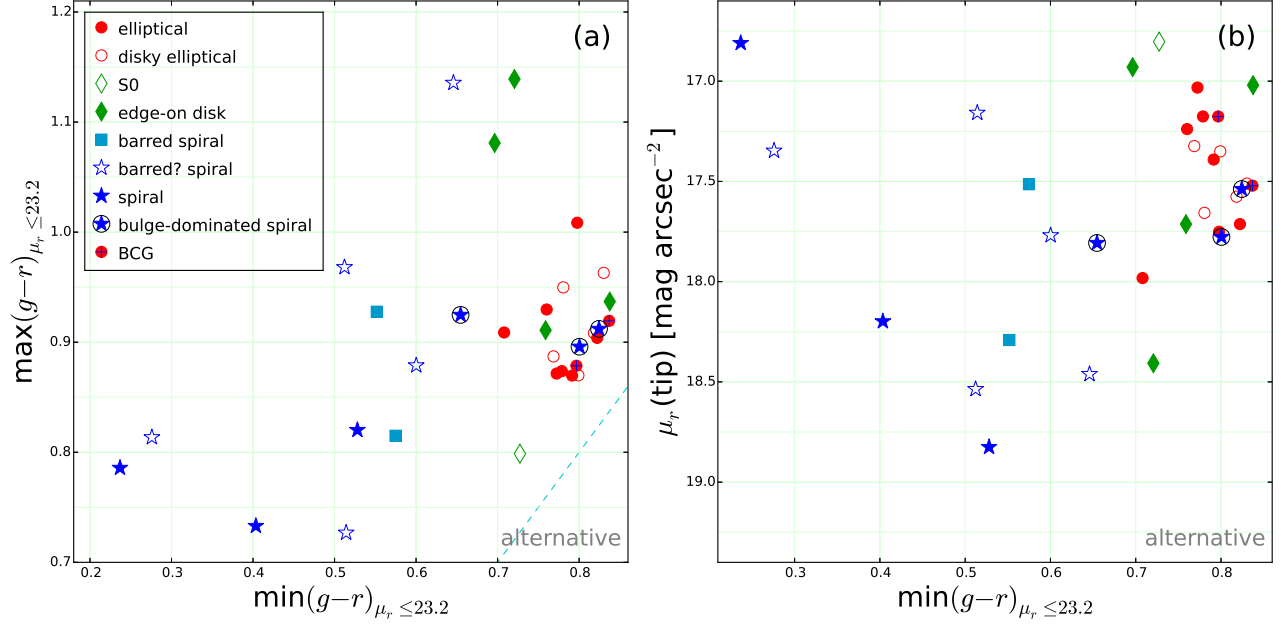 (a)
elliptical
disky elliptical
S0
edge-on disk
barred spiral
barred? spiral
spiral
bulge-dominated spiral
BCG
1.2
1.1
1.0
0.9
0.8
0.7
max(g−r)μr ≤23.2
alternative
0.2 0.3 0.4 0.5 0.6 0.7 0.8
min(g−r)μr ≤23.2
(b)
17.0
17.5
18.0
18.5
19.0
μr(tip) [mag arcsec−2]
alternative
0.3 0.4 0.5 0.6 0.7 0.8
min(g−r)μr ≤23.2